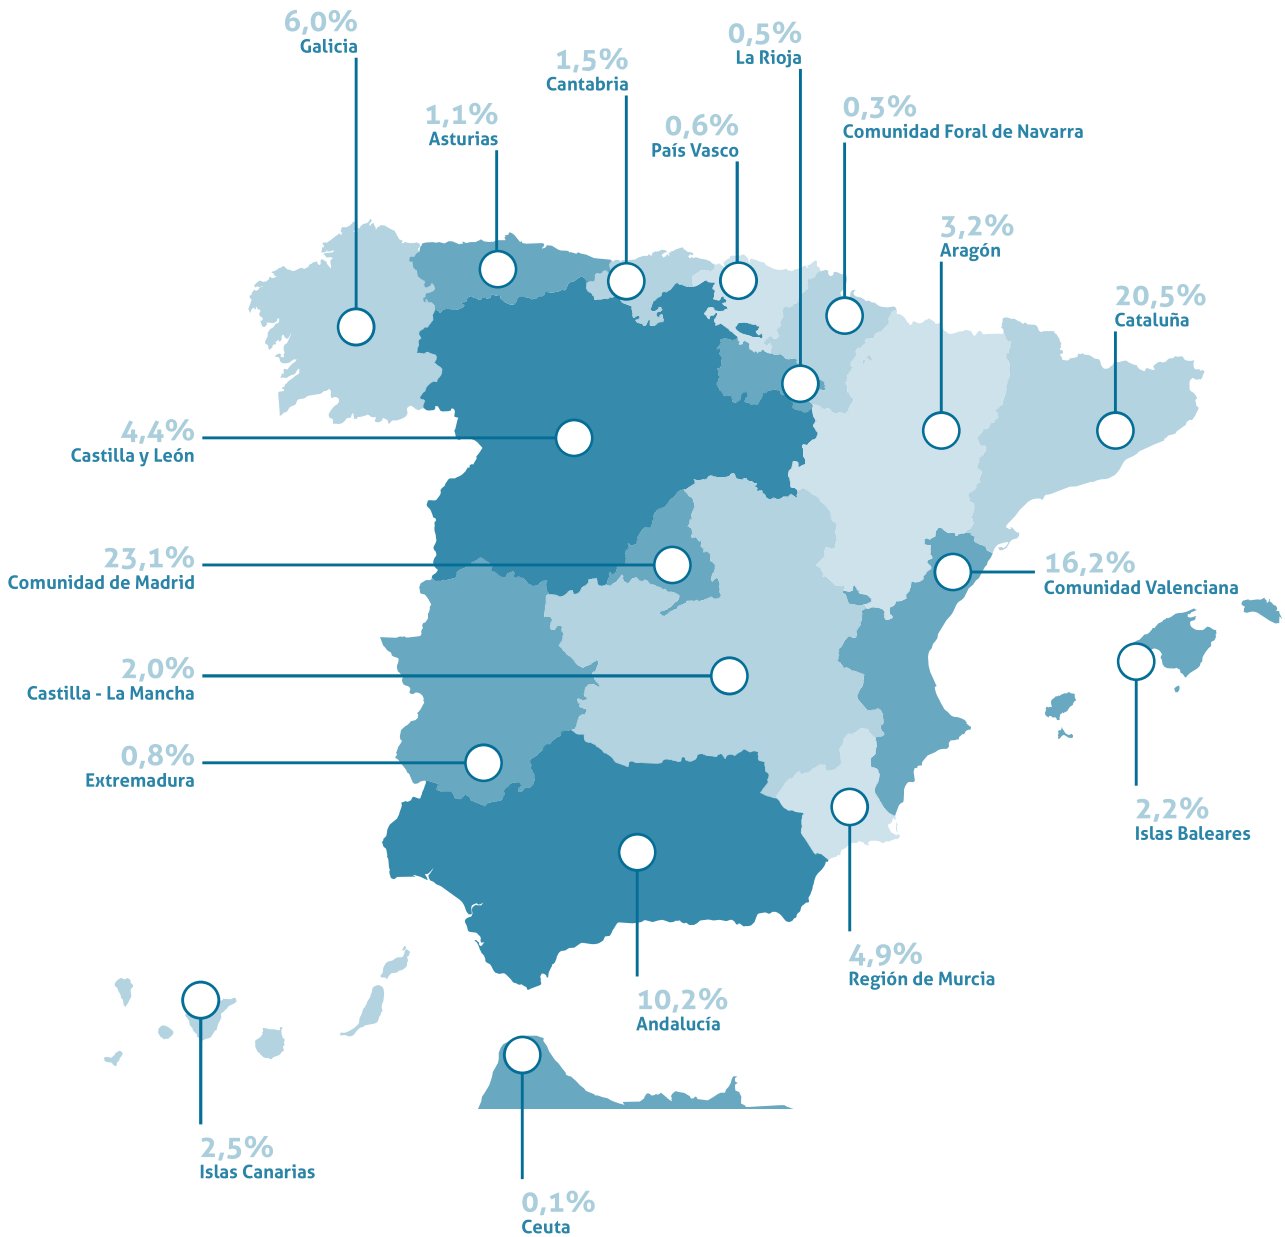 6,0%
Galicia
0,5%
La Rioja
1,5%
Cantabria
0,3%
Comunidad Foral de Navarra
1,1%
Asturias
0,6%
País Vasco
3,2%
Aragón
20,5%
Cataluña
4,4%
Castilla y León
23,1%
Comunidad de Madrid
16,2%
Comunidad Valenciana
2,0%
Castilla - La Mancha
0,8%
Extremadura
2,2%
Islas Baleares
4,9%
Región de Murcia
10,2%
Andalucía
2,5%
Islas Canarias
0,1%
Ceuta